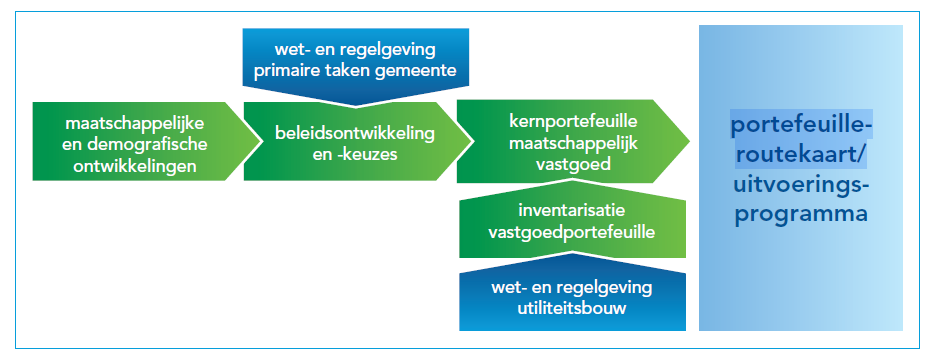 wet- en regelgeving
primaire taken gemeente
maatschappelijke
en demografische
ontwikkelingen
beleidsontwikkeling
en -keuzes
kernportefeuille
maatschappelijk
vastgoed
inventarisatie
vastgoedportefeuille
wet- en regelgeving
utiliteitsbouw
portefeuille-
routekaart/
uitvoerings-
programma